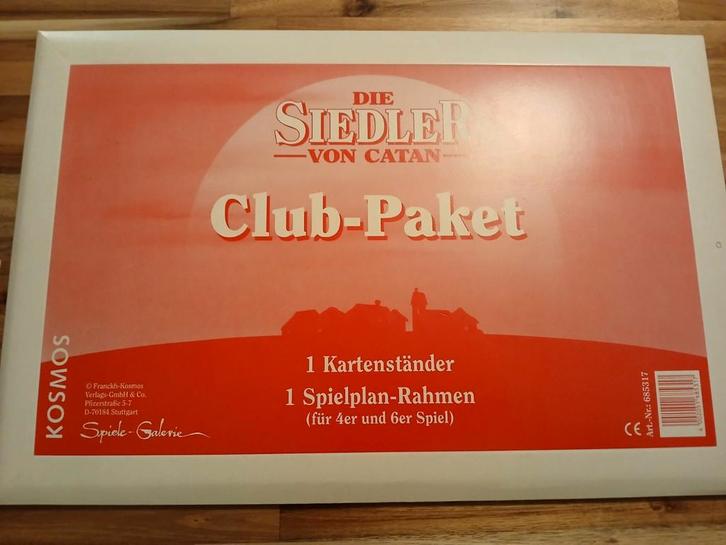 DIE
SIEDLER
VON CATAN
Club-Paket
1 Kartenständer
1 Spielplan-Rahmen
(für 4er und 6er Spiel)
KOSMOS
© Franckh-Kosmos
Verlags-GmbH & Co.
Pfizerstraße 5-7
D-70184 Stuttgart
Spiele-Galerie
CE
Art.-Nr.: 685317